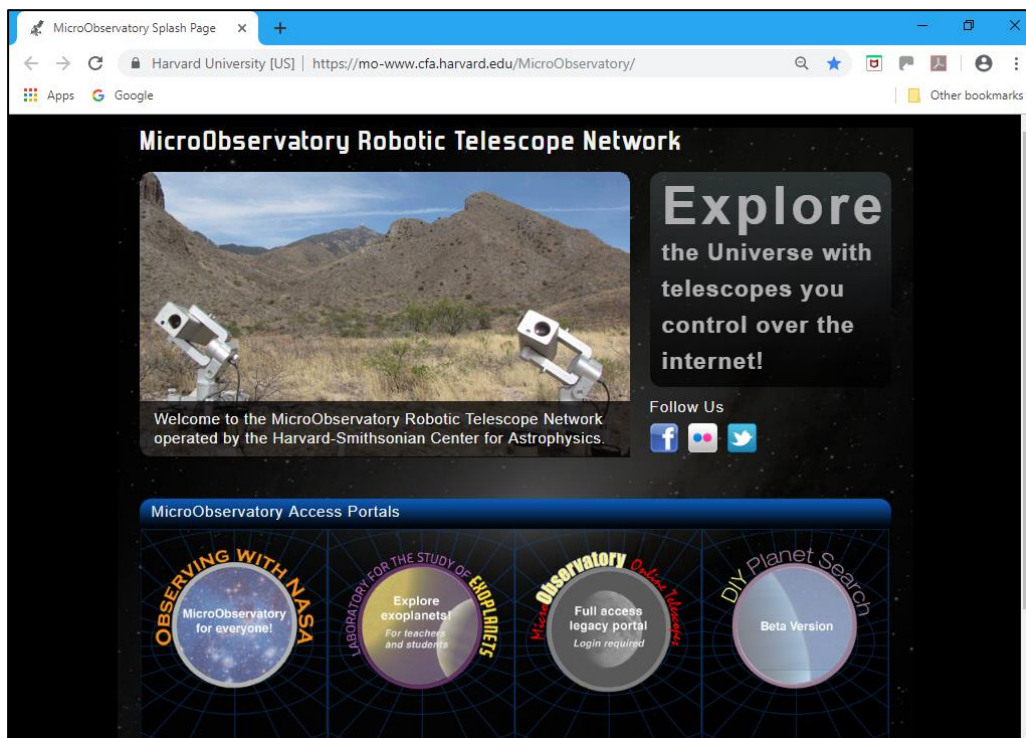 MicroObservatory Splash Page
Harvard University [US] | https://mo-www.cfa.harvard.edu/MicroObservatory/
Apps Google Other bookmarks
MicroObservatory Robotic Telescope Network
Explore
the Universe with
telescopes you
control over the
internet!
Welcome to the MicroObservatory Robotic Telescope Network
operated by the Harvard-Smithsonian Center for Astrophysics.
Follow Us
MicroObservatory Access Portals
OBSERVING WITH NASA
MicroObservatory
for everyone!
LABORATORY FOR THE STUDY OF EXOPLANETS
Explore
exoplanets!
For teachers
and students
MicroObservatory Online Telescopes
Full access
legacy portal
Login required
DIY Planet Search
Beta Version